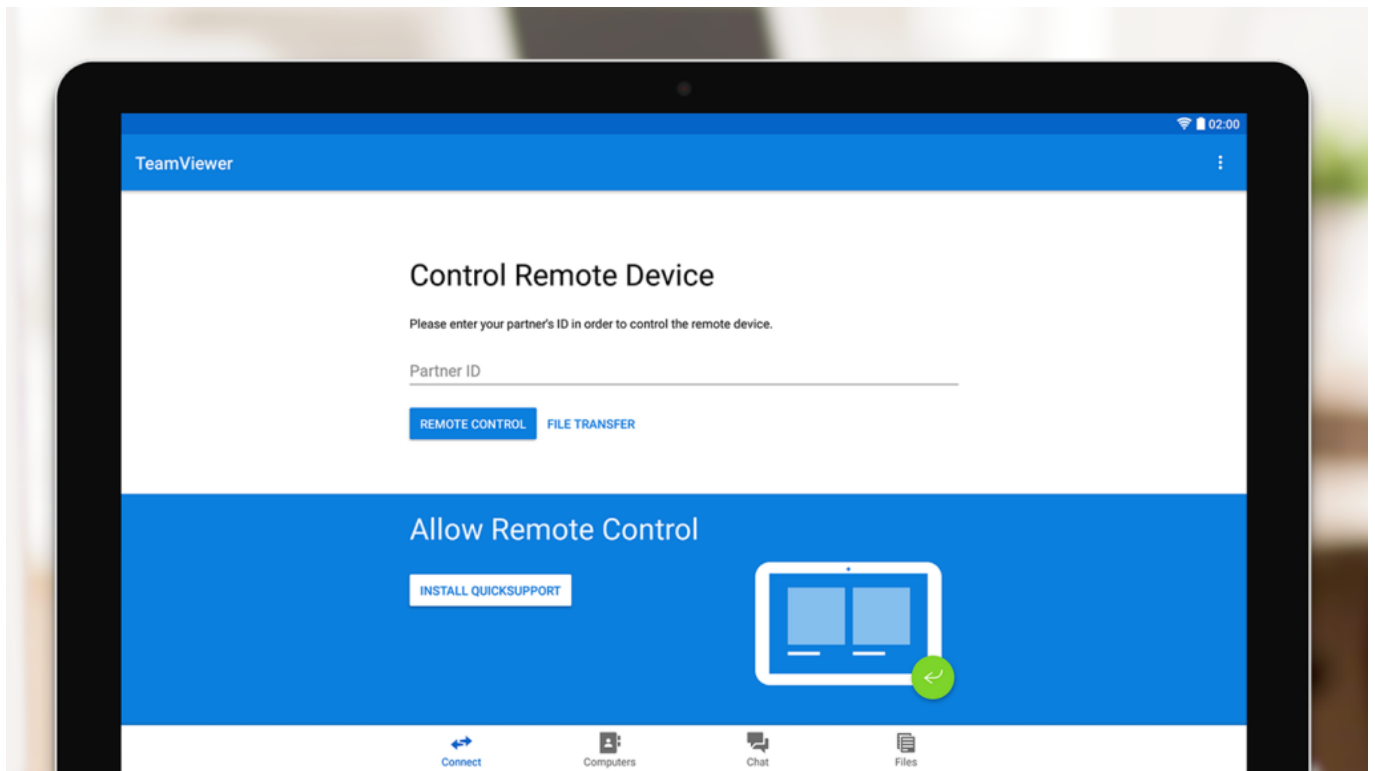 02:00
TeamViewer
Control Remote Device
Please enter your partner's ID in order to control the remote device.
Partner ID
REMOTE CONTROL FILE TRANSFER
Allow Remote Control
INSTALL QUICKSUPPORT
Connect Computers Chat Files